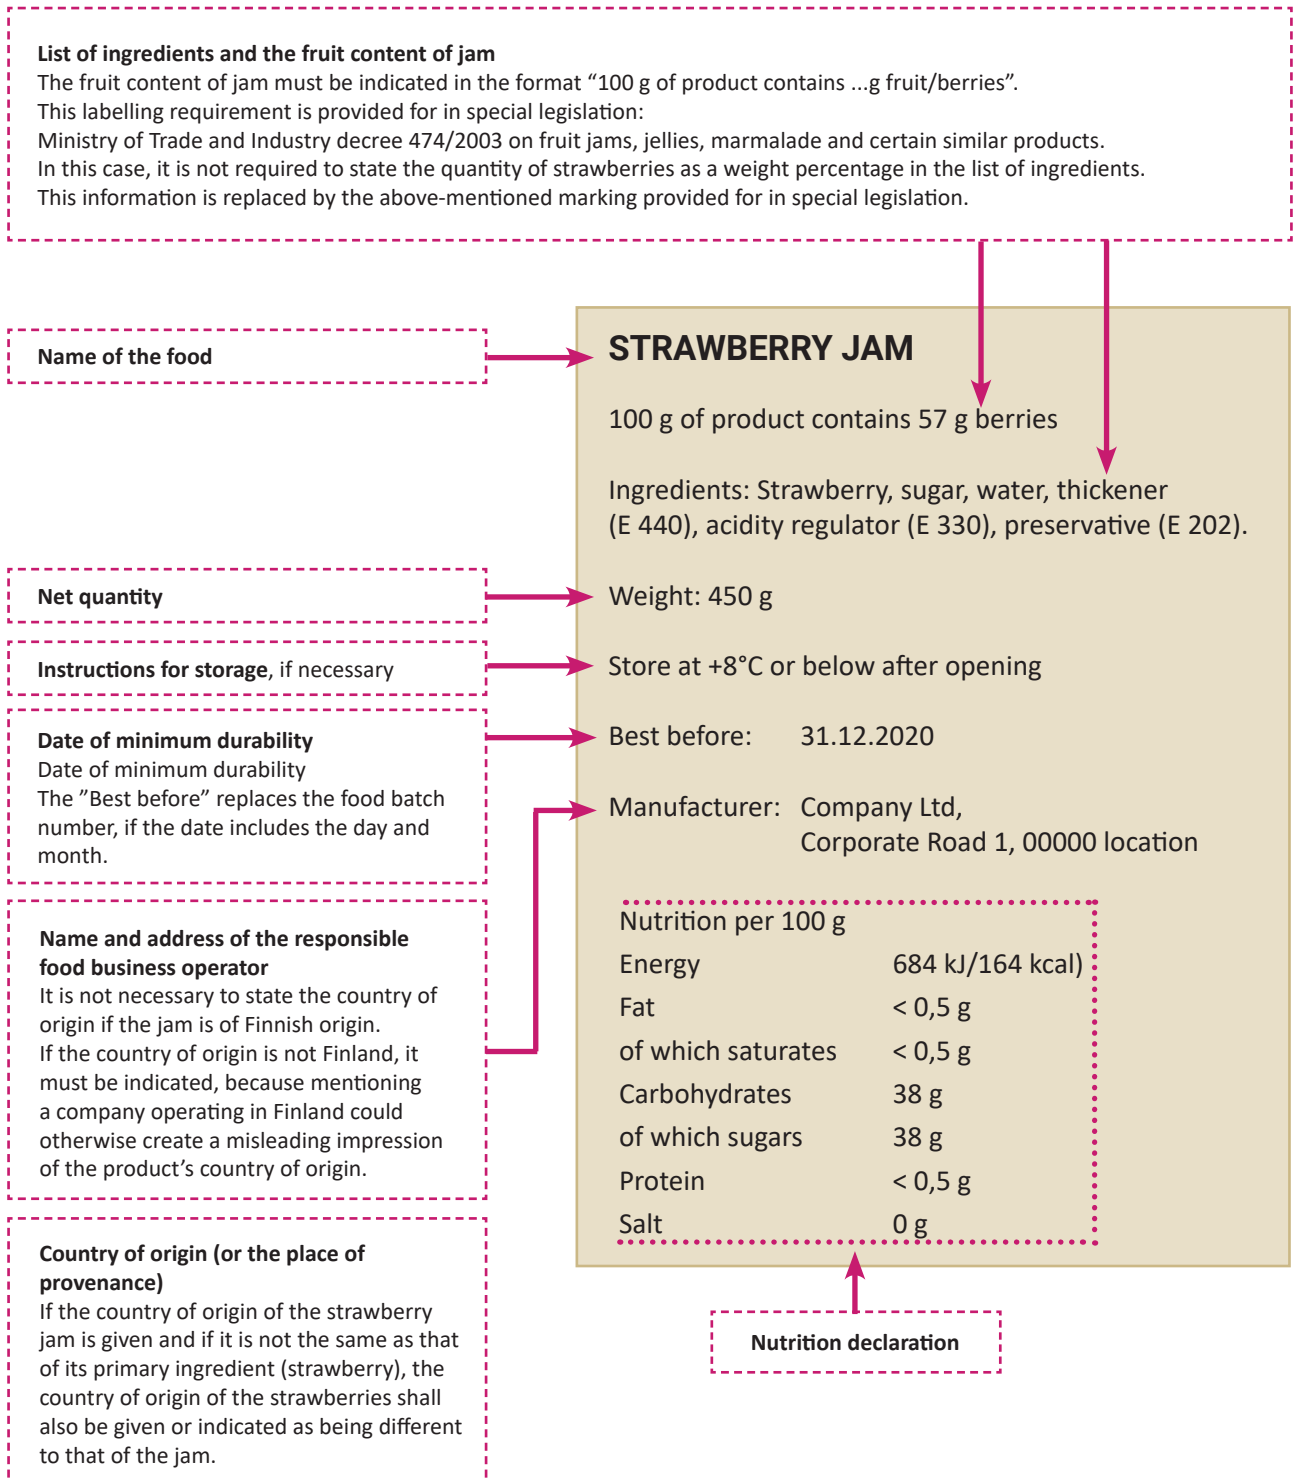 List of ingredients and the fruit content of jam
The fruit content of jam must be indicated in the format “100 g of product contains ...g fruit/berries”.
This labelling requirement is provided for in special legislation:
Ministry of Trade and Industry decree 474/2003 on fruit jams, jellies, marmalade and certain similar products.
In this case, it is not required to state the quantity of strawberries as a weight percentage in the list of ingredients.
This information is replaced by the above-mentioned marking provided for in special legislation.
Name of the food
STRAWBERRY JAM
100 g of product contains 57 g berries
Ingredients: Strawberry, sugar, water, thickener
(E 440), acidity regulator (E 330), preservative (E 202).
Net quantity
Weight: 450 g
Instructions for storage, if necessary
Store at +8°C or below after opening
Date of minimum durability
Date of minimum durability
The ”Best before” replaces the food batch
number, if the date includes the day and
month.
Best before: 31.12.2020
Manufacturer: Company Ltd,
Corporate Road 1, 00000 location
Name and address of the responsible
food business operator
It is not necessary to state the country of
origin if the jam is of Finnish origin.
If the country of origin is not Finland, it
must be indicated, because mentioning
a company operating in Finland could
otherwise create a misleading impression
of the product’s country of origin.
Nutrition per 100 g
Energy 684 kJ/164 kcal)
Fat < 0,5 g
of which saturates < 0,5 g
Carbohydrates 38 g
of which sugars 38 g
Protein < 0,5 g
Salt 0 g
Country of origin (or the place of
provenance)
If the country of origin of the strawberry
jam is given and if it is not the same as that
of its primary ingredient (strawberry), the
country of origin of the strawberries shall
also be given or indicated as being different
to that of the jam.
Nutrition declaration